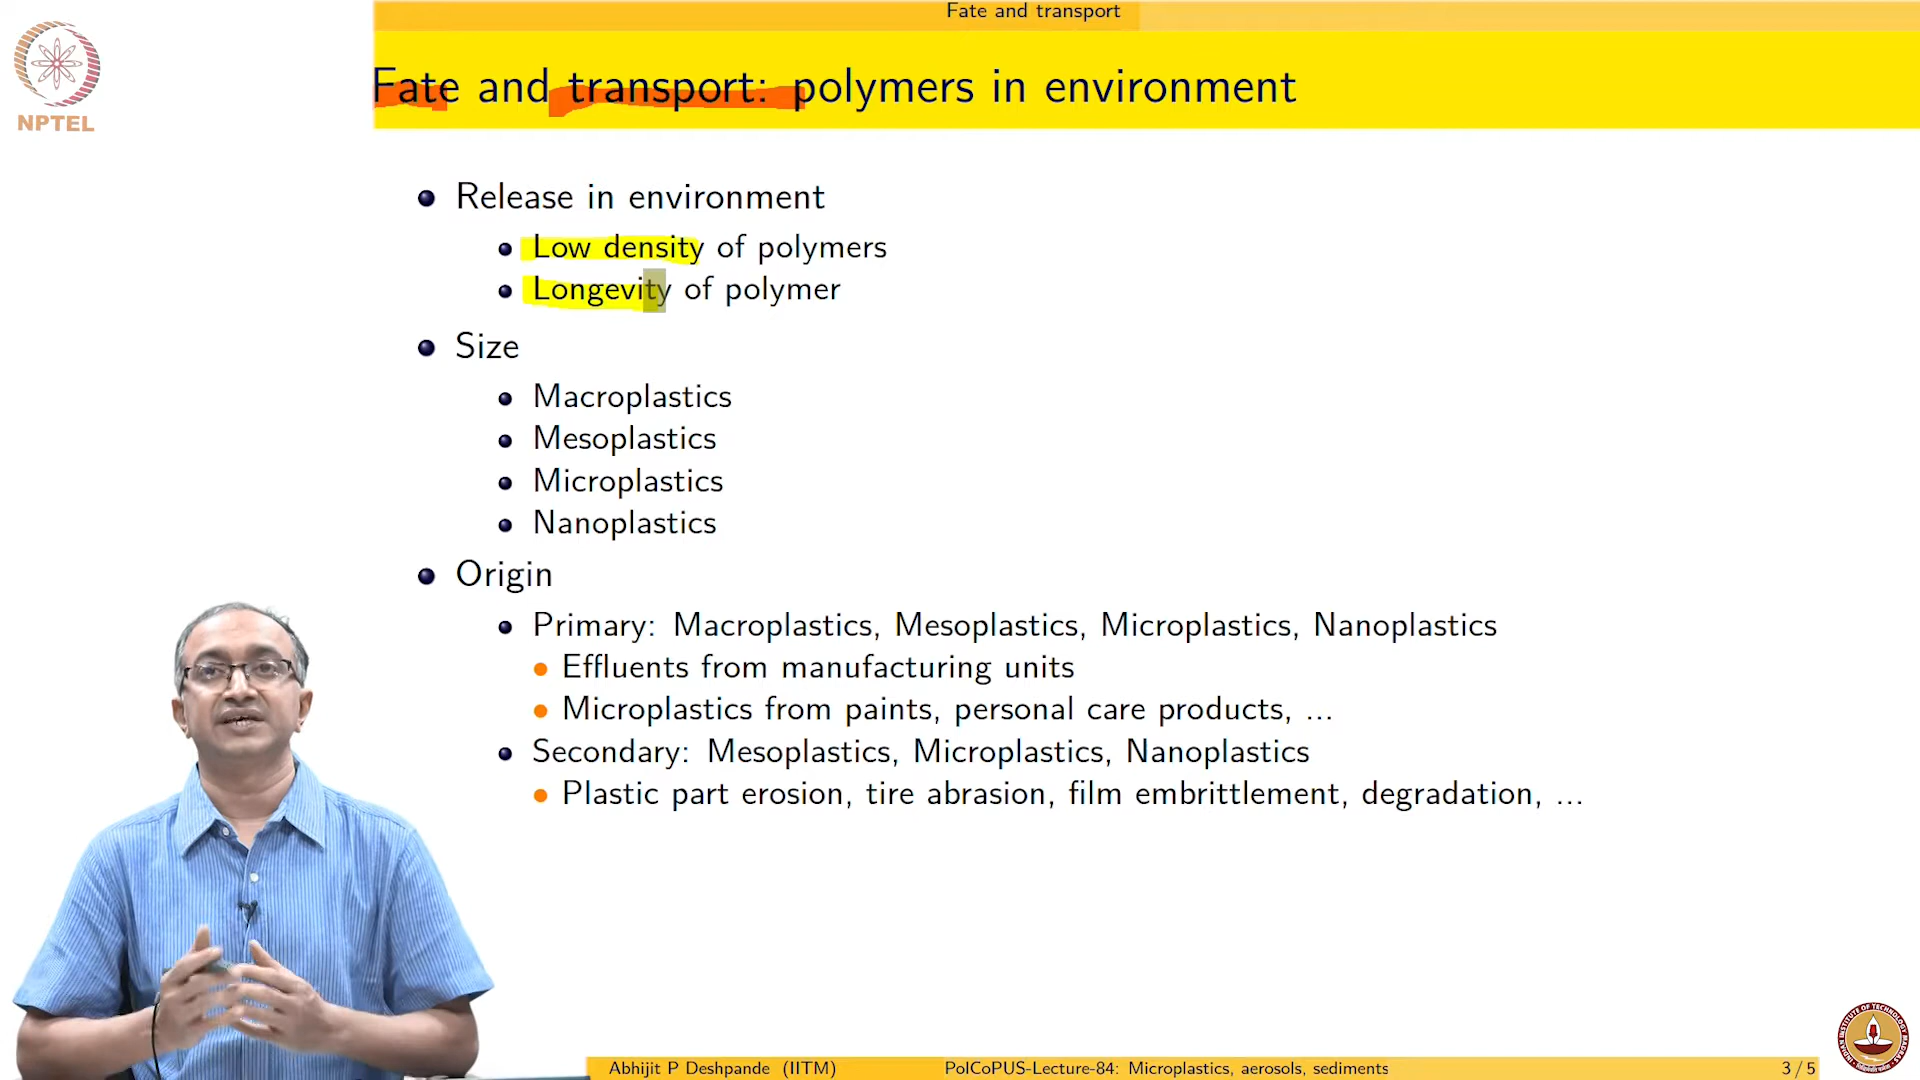 Fate and transport
NPTEL
Fate and transport: polymers in environment
Release in environment
Low density of polymers
Longevity of polymer
Size
Macroplastics
Mesoplastics
Microplastics
Nanoplastics
Origin
Primary: Macroplastics, Mesoplastics, Microplastics, Nanoplastics
Effluents from manufacturing units
Microplastics from paints, personal care products, ...
Secondary: Mesoplastics, Microplastics, Nanoplastics
Plastic part erosion, tire abrasion, film embrittlement, degradation, ...
Abhijit P Deshpande (IITM)
PolCoPUS-Lecture-84: Microplastics, aerosols, sediments
3 / 5